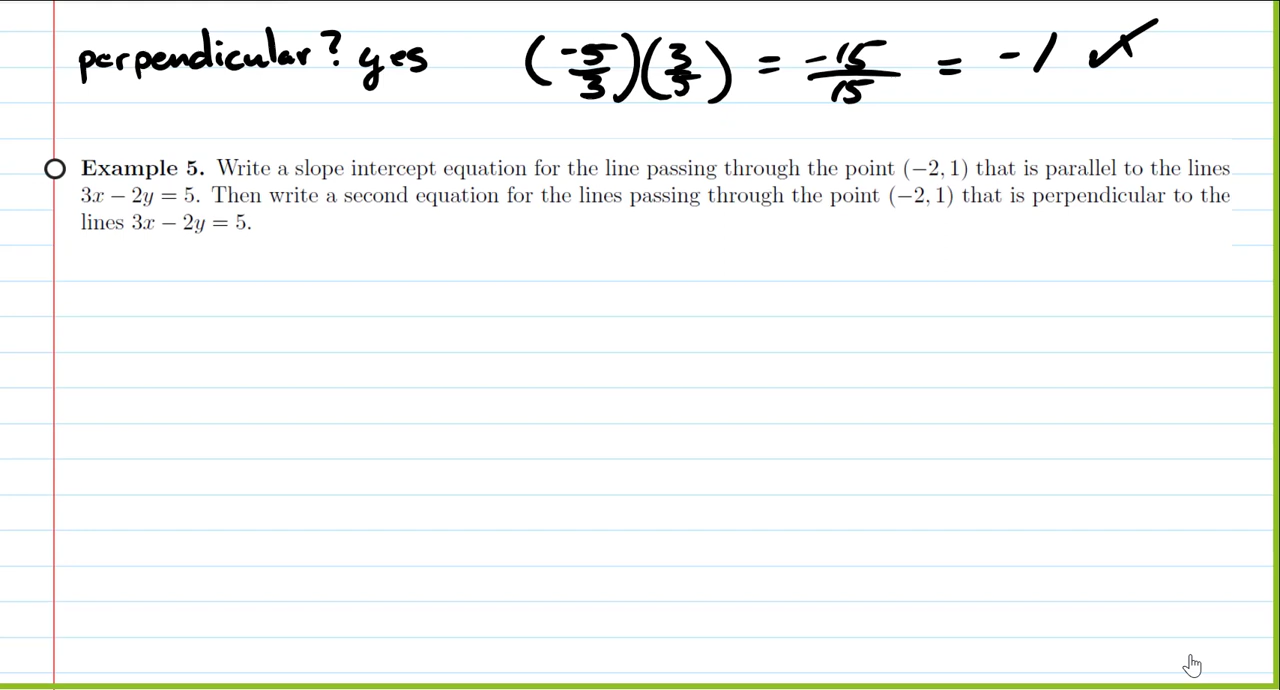 perpendicular? yes (-5/3)(3/5) = -15/15 = -1 ✓
Example 5. Write a slope intercept equation for the line passing through the point (−2, 1) that is parallel to the lines
3x − 2y = 5. Then write a second equation for the lines passing through the point (−2, 1) that is perpendicular to the
lines 3x − 2y = 5.